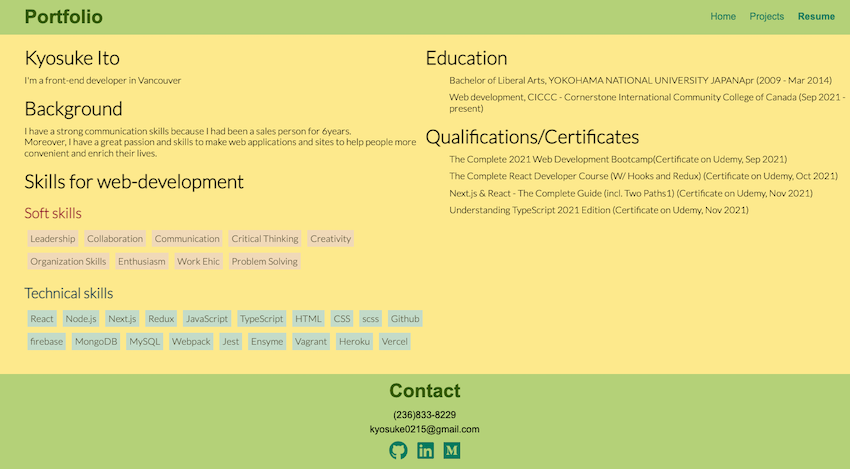 Portfolio
Home Projects Resume
Kyosuke Ito
I'm a front-end developer in Vancouver
Background
I have a strong communication skills because I had been a sales person for 6years.
Moreover, I have a great passion and skills to make web applications and sites to help people more
convenient and enrich their lives.
Skills for web-development
Soft skills
Leadership Collaboration Communication Critical Thinking Creativity
Organization Skills Enthusiasm Work Ehic Problem Solving
Technical skills
React Node.js Next.js Redux JavaScript TypeScript HTML CSS scss Github
firebase MongoDB MySQL Webpack Jest Ensyme Vagrant Heroku Vercel
Education
Bachelor of Liberal Arts, YOKOHAMA NATIONAL UNIVERSITY JAPANApr (2009 - Mar 2014)
Web development, CICCC - Cornerstone International Community College of Canada (Sep 2021 -
present)
Qualifications/Certificates
The Complete 2021 Web Development Bootcamp(Certificate on Udemy, Sep 2021)
The Complete React Developer Course (W/ Hooks and Redux) (Certificate on Udemy, Oct 2021)
Next.js & React - The Complete Guide (incl. Two Paths1) (Certificate on Udemy, Nov 2021)
Understanding TypeScript 2021 Edition (Certificate on Udemy, Nov 2021)
Contact
(236)833-8229
kyosuke0215@gmail.com